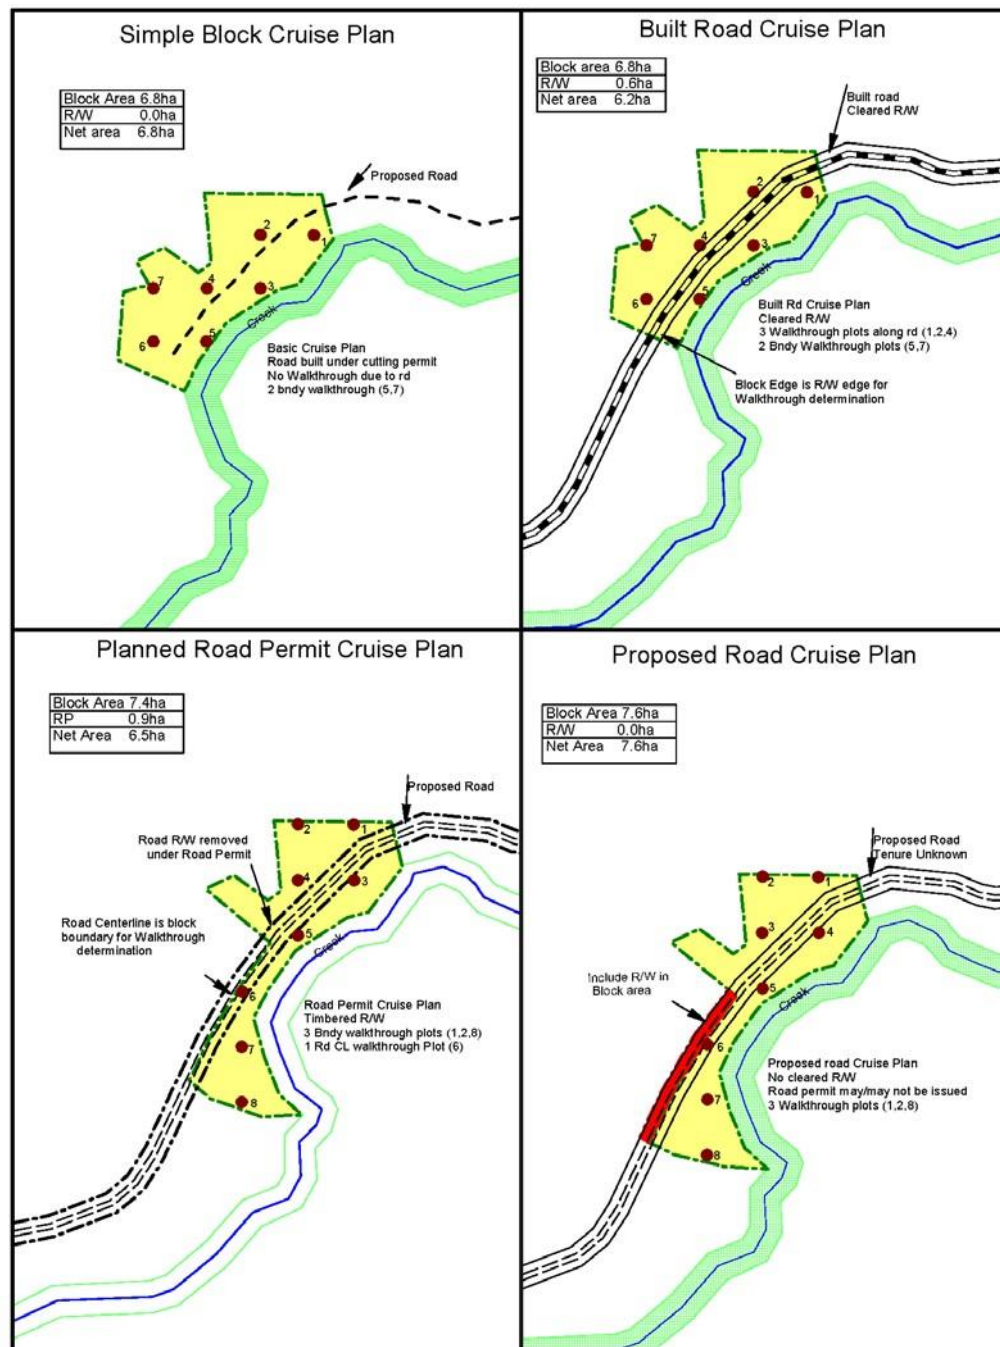 Simple Block Cruise Plan
Block Area 6.8ha
R/W 0.0ha
Net area 6.8ha
Proposed Road
2
1
7
4
3
6
5
Creek
Basic Cruise Plan
Road built under cutting permit
No Walkthrough due to rd
2 bndy walkthrough (5,7)
Built Road Cruise Plan
Block area 6.8ha
R/W 0.6ha
Net area 6.2ha
Built road
Cleared R/W
2
1
7
4
3
6
5
Creek
Built Rd Cruise Plan
Cleared R/W
3 Walkthrough plots along rd (1,2,4)
2 Bndy Walkthrough plots (5,7)
Block Edge is R/W edge for
Walkthrough determination
Planned Road Permit Cruise Plan
Block Area 7.4ha
RP 0.9ha
Net Area 6.5ha
Proposed Road
Road R/W removed
under Road Permit
Road Centerline is block
boundary for Walkthrough
determination
2
1
4
3
5
6
7
8
Creek
Road Permit Cruise Plan
Timbered R/W
3 Bndy walkthrough plots (1,2,8)
1 Rd CL walkthrough Plot (6)
Proposed Road Cruise Plan
Block Area 7.6ha
R/W 0.0ha
Net Area 7.6ha
Proposed Road
Tenure Unknown
2
1
3
4
5
6
7
8
Include R/W in
Block area
Creek
Proposed road Cruise Plan
No cleared R/W
Road permit may/may not be issued
3 Walkthrough plots (1,2,8)